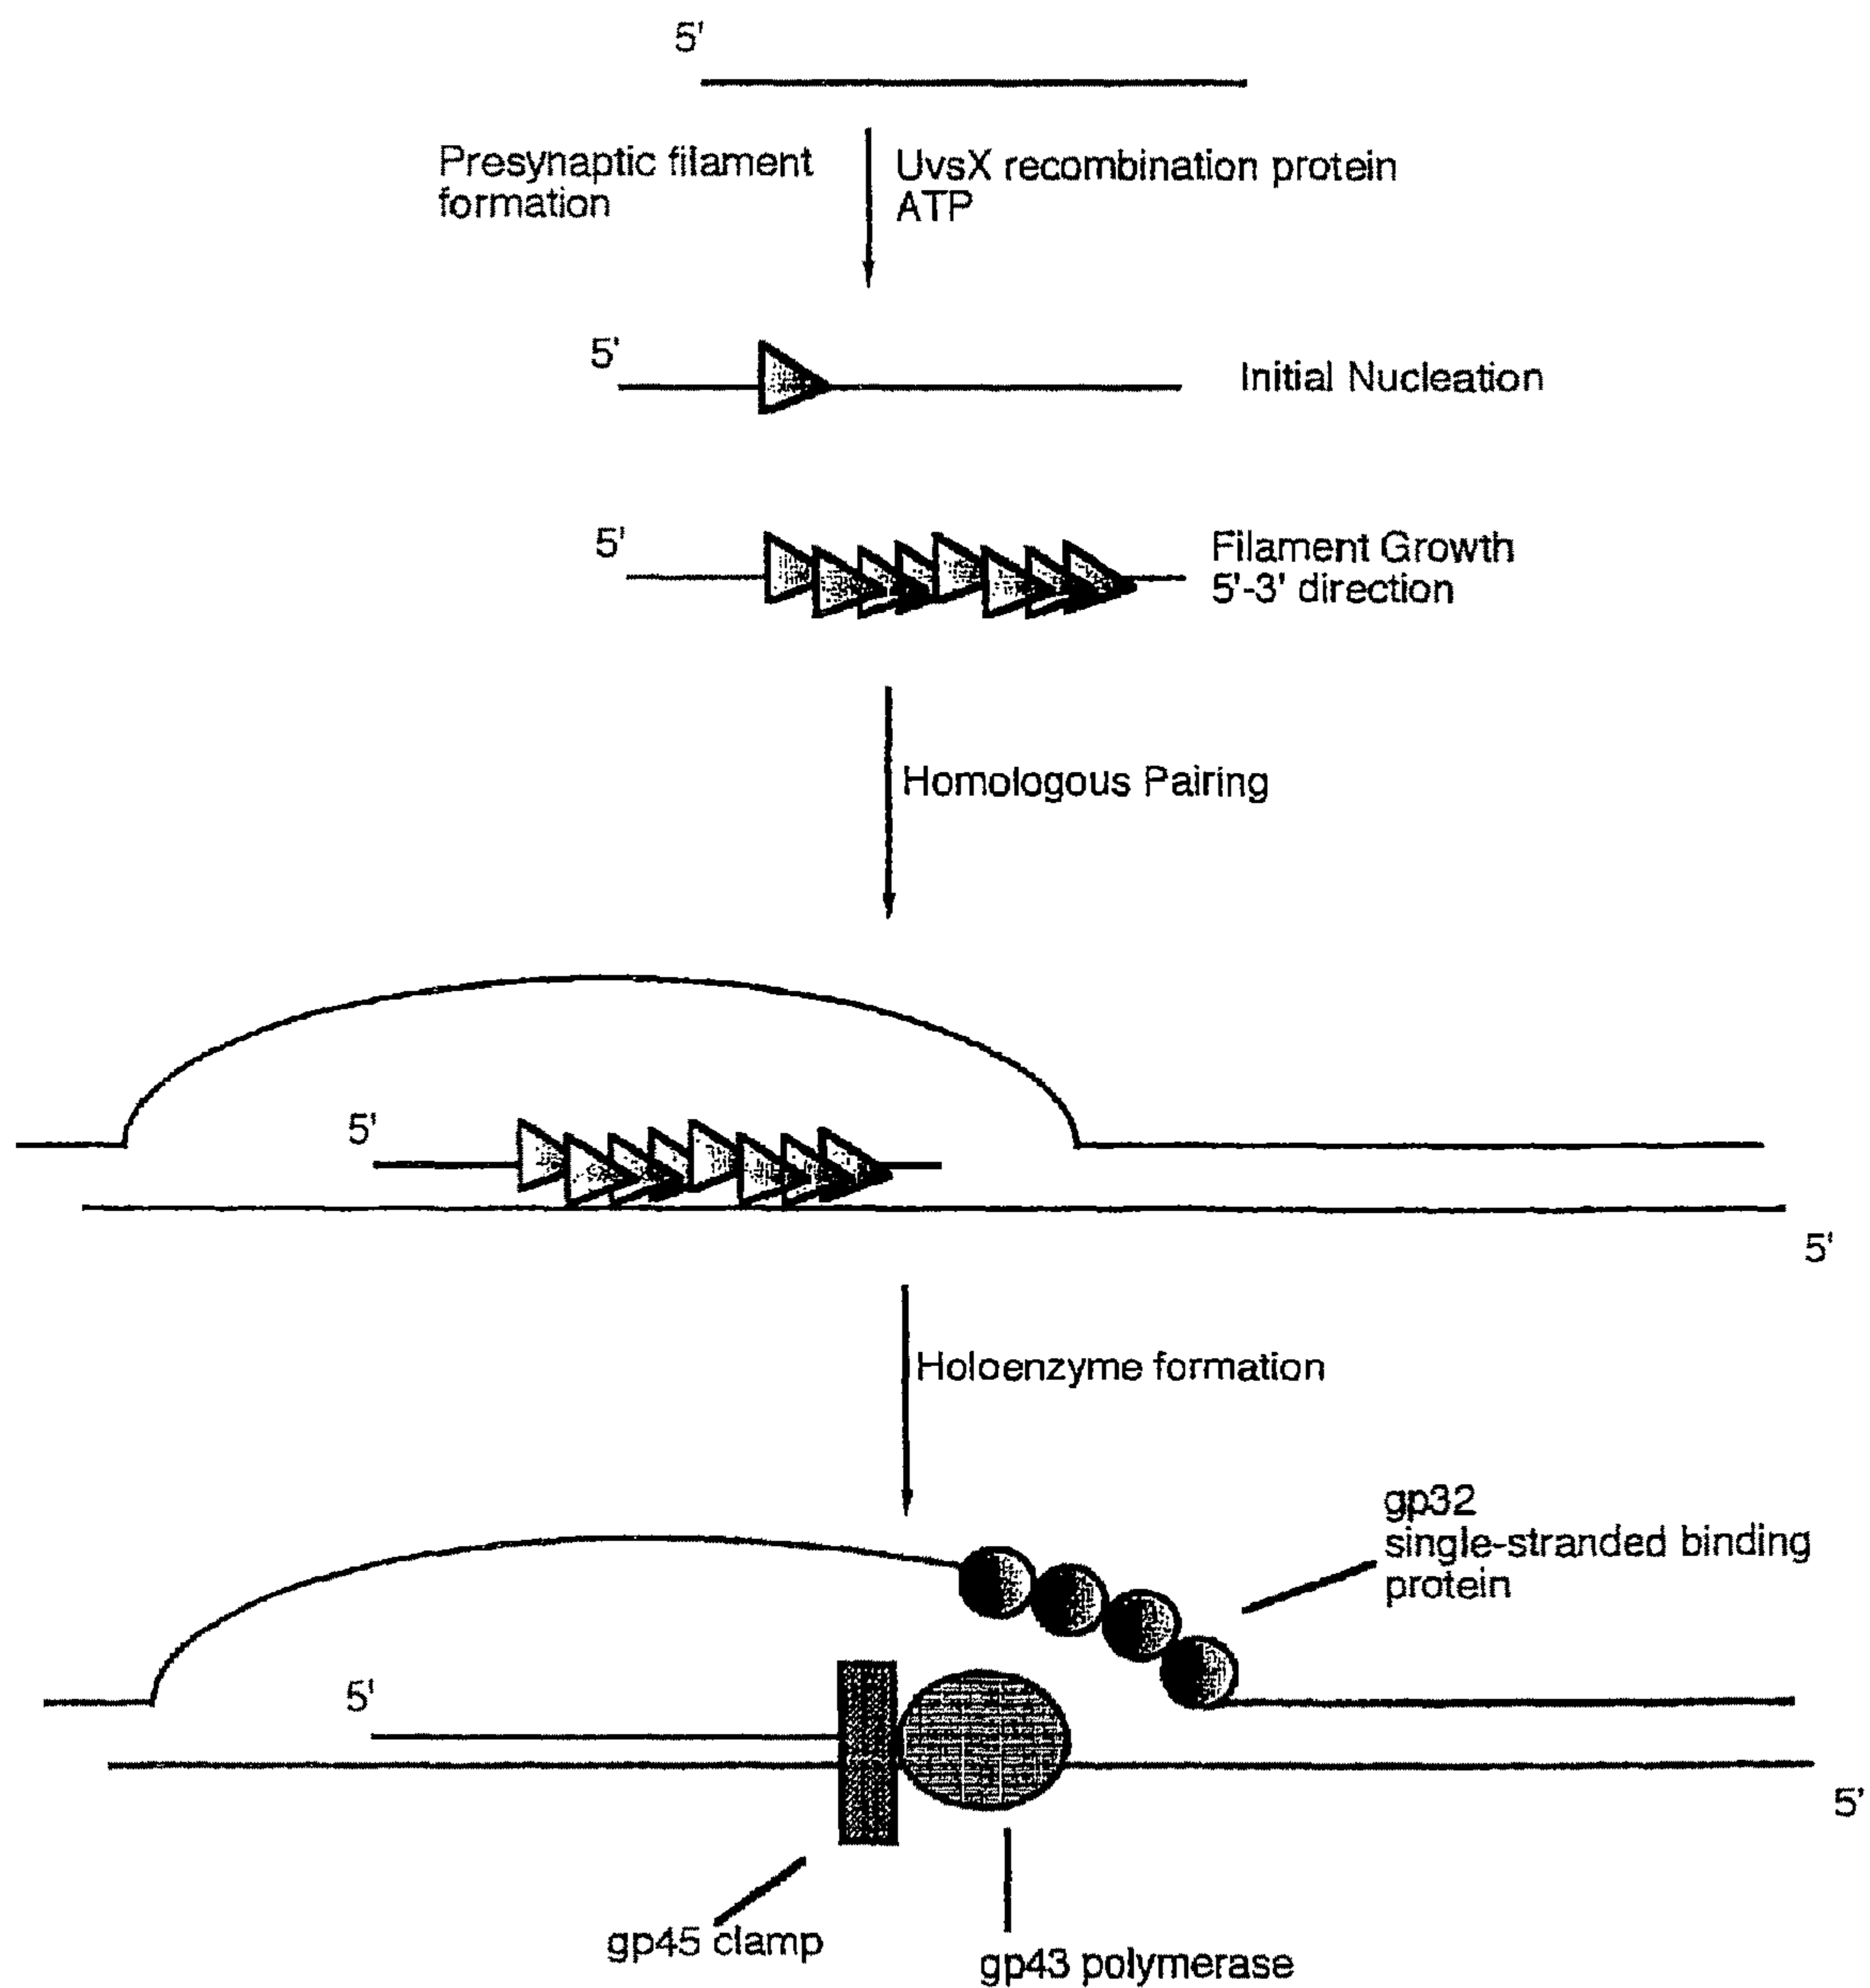 5'
Presynaptic filament
formation
UvsX recombination protein
ATP
5'
Initial Nucleation
5'
Filament Growth
5'-3' direction
Homologous Pairing
5'
5'
Holoenzyme formation
gp32
single-stranded binding
protein
5'
5'
gp45 clamp
gp43 polymerase